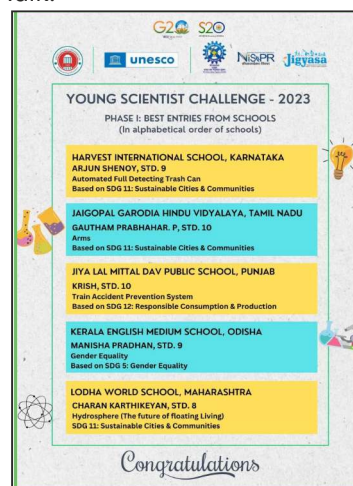 G20
S20
unesco
NIScPR
Jigyasa
YOUNG SCIENTIST CHALLENGE - 2023
PHASE I: BEST ENTRIES FROM SCHOOLS
(In alphabetical order of schools)
HARVEST INTERNATIONAL SCHOOL, KARNATAKA
ARJUN SHENOY, STD. 9
Automated Full Detecting Trash Can
Based on SDG 11: Sustainable Cities & Communities
JAIGOPAL GARODIA HINDU VIDYALAYA, TAMIL NADU
GAUTHAM PRABHAHAR. P, STD. 10
Arms
Based on SDG 11: Sustainable Cities & Communities
JIYA LAL MITTAL DAV PUBLIC SCHOOL, PUNJAB
KRISH, STD. 10
Train Accident Prevention System
Based on SDG 12: Responsible Consumption & Production
KERALA ENGLISH MEDIUM SCHOOL, ODISHA
MANISHA PRADHAN, STD. 9
Gender Equality
Based on SDG 5: Gender Equality
LODHA WORLD SCHOOL, MAHARASHTRA
CHARAN KARTHIKEYAN, STD. 8
Hydrosphere (The future of floating Living)
SDG 11: Sustainable Cities & Communities
Congratulations